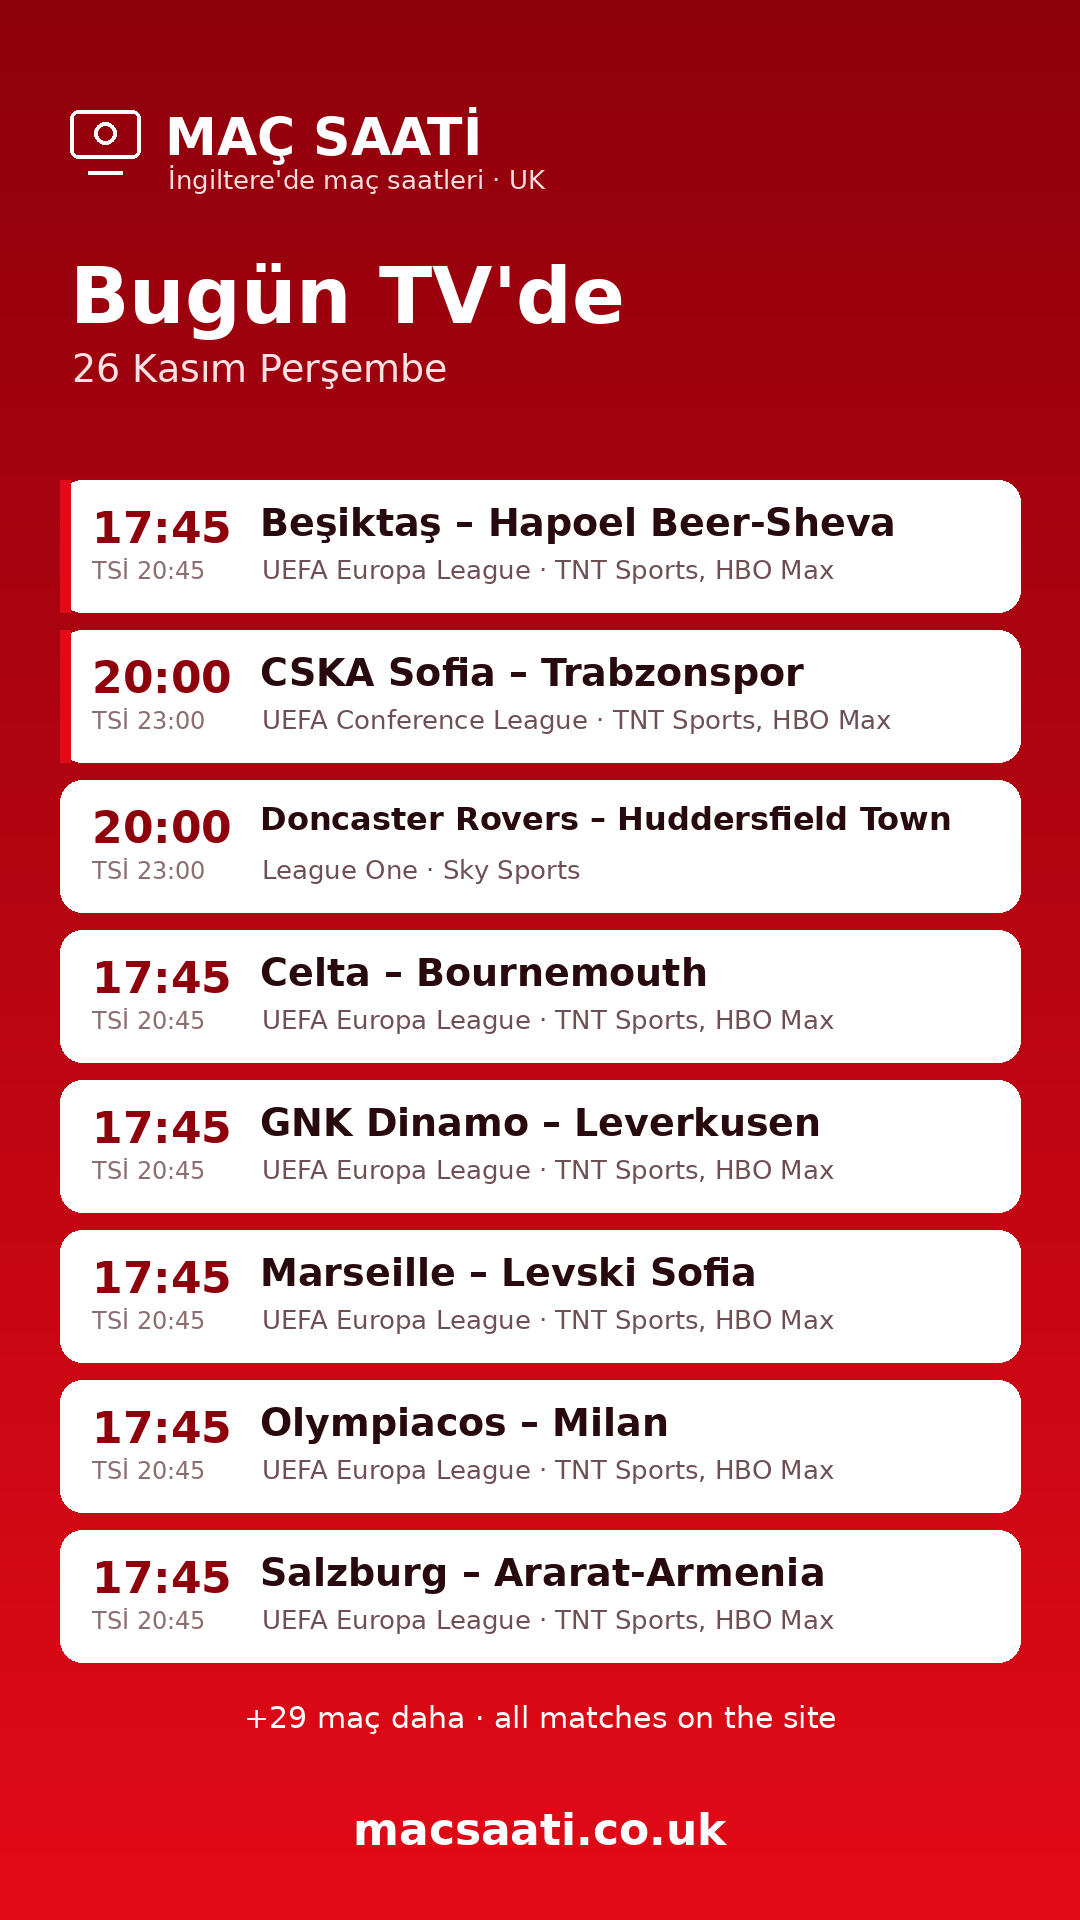 MAÇ SAATİ
İngiltere'de maç saatleri · UK
Bugün TV'de
26 Kasım Perşembe
17:45 Beşiktaş – Hapoel Beer-Sheva
TSİ 20:45 UEFA Europa League · TNT Sports, HBO Max
20:00 CSKA Sofia – Trabzonspor
TSİ 23:00 UEFA Conference League · TNT Sports, HBO Max
20:00 Doncaster Rovers – Huddersfield Town
TSİ 23:00 League One · Sky Sports
17:45 Celta – Bournemouth
TSİ 20:45 UEFA Europa League · TNT Sports, HBO Max
17:45 GNK Dinamo – Leverkusen
TSİ 20:45 UEFA Europa League · TNT Sports, HBO Max
17:45 Marseille – Levski Sofia
TSİ 20:45 UEFA Europa League · TNT Sports, HBO Max
17:45 Olympiacos – Milan
TSİ 20:45 UEFA Europa League · TNT Sports, HBO Max
17:45 Salzburg – Ararat-Armenia
TSİ 20:45 UEFA Europa League · TNT Sports, HBO Max
+29 maç daha · all matches on the site
macsaati.co.uk